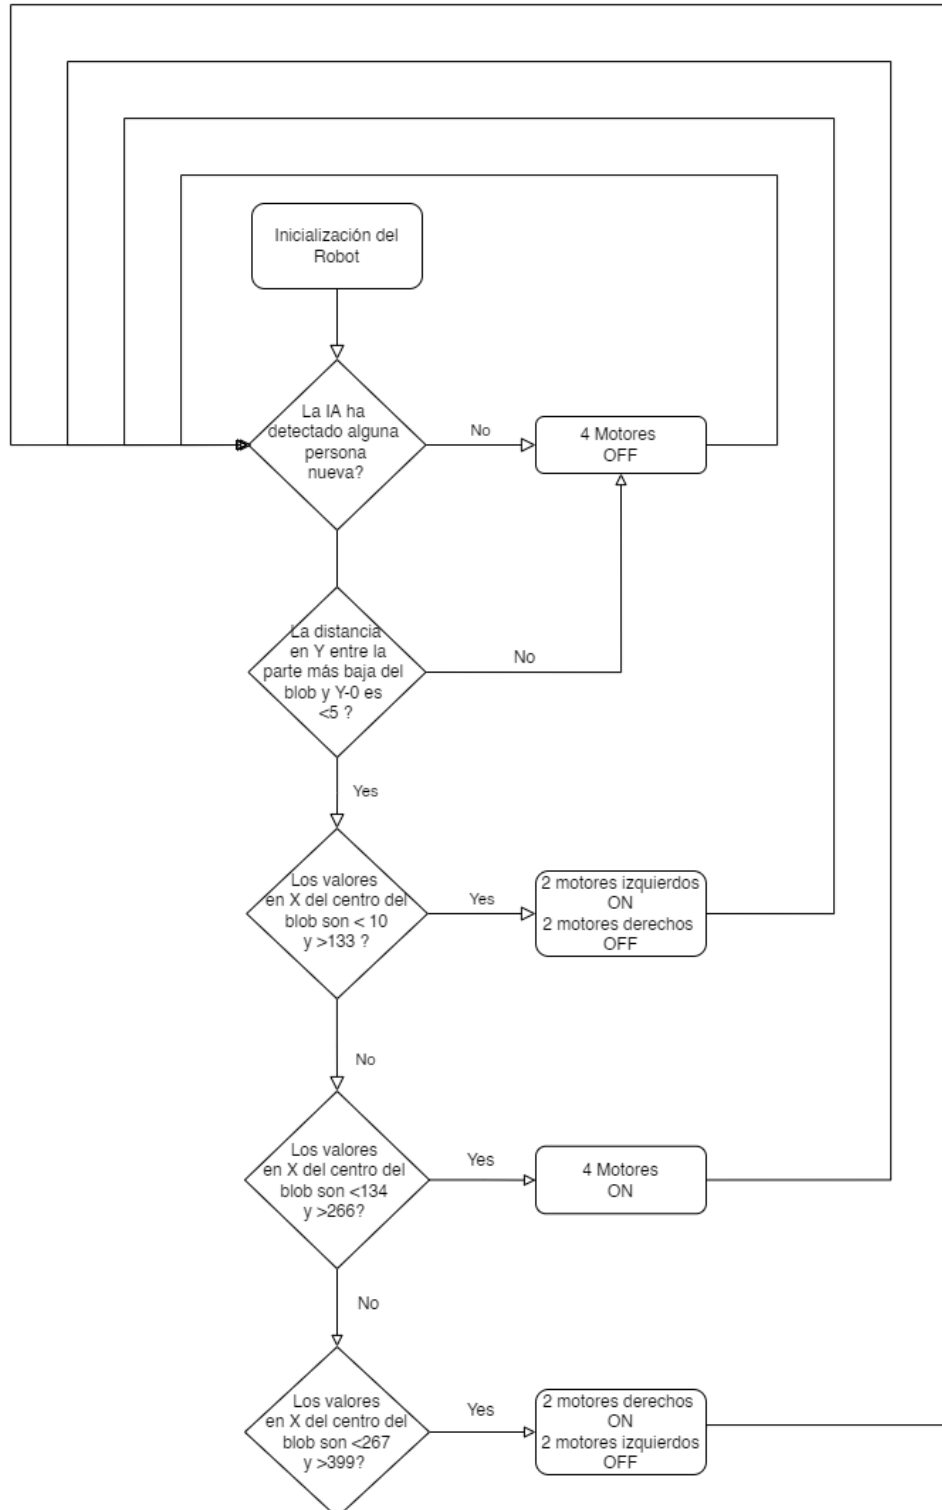 Inicialización del
Robot
La IA ha
detectado alguna
persona
nueva?
No
4 Motores
OFF
La distancia
en Y entre la
parte más baja del
blob y Y-0 es
<5 ?
No
Yes
Los valores
en X del centro del
blob son < 10
y >133 ?
Yes
2 motores izquierdos
ON
2 motores derechos
OFF
No
Los valores
en X del centro del
blob son <134
y >266?
Yes
4 Motores
ON
No
Los valores
en X del centro del
blob son <267
y >399?
Yes
2 motores derechos
ON
2 motores izquierdos
OFF